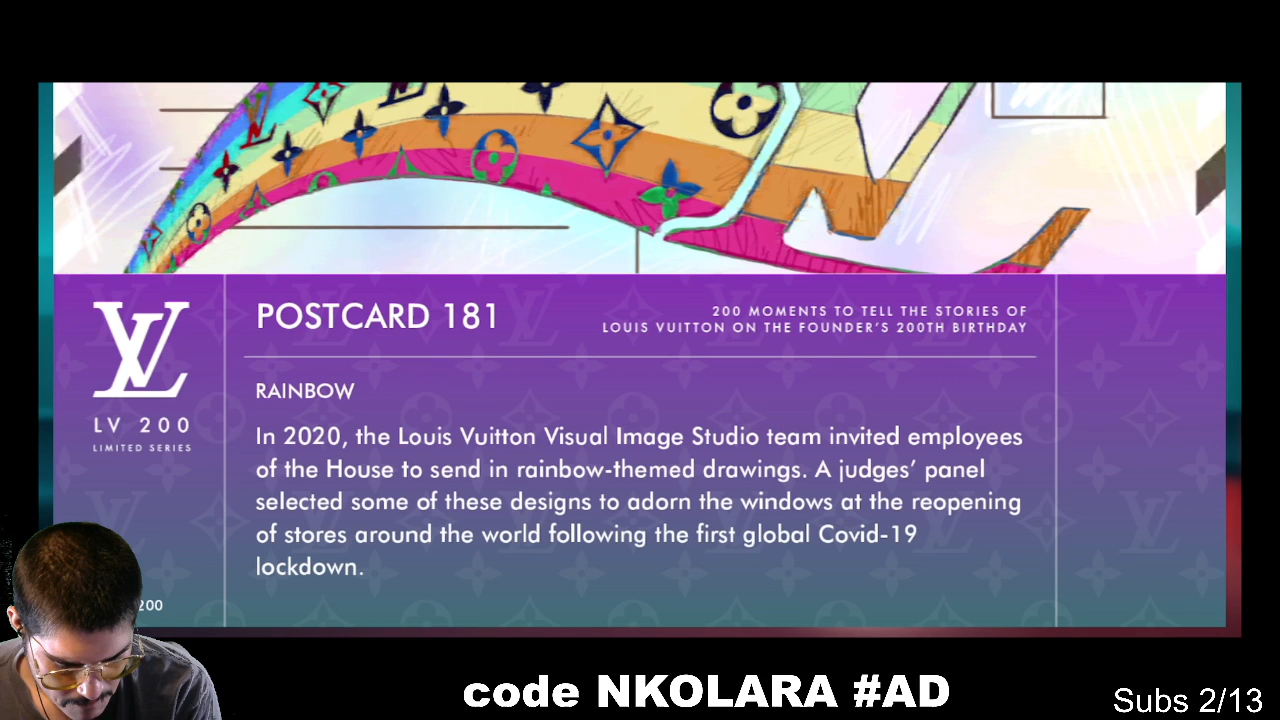 POSTCARD 181
200 MOMENTS TO TELL THE STORIES OF
LOUIS VUITTON ON THE FOUNDER'S 200TH BIRTHDAY
LV
LV 200
LIMITED SERIES
RAINBOW
In 2020, the Louis Vuitton Visual Image Studio team invited employees
of the House to send in rainbow-themed drawings. A judges' panel
selected some of these designs to adorn the windows at the reopening
of stores around the world following the first global Covid-19
lockdown.
200
code NKOLARA #AD
Subs 2/13